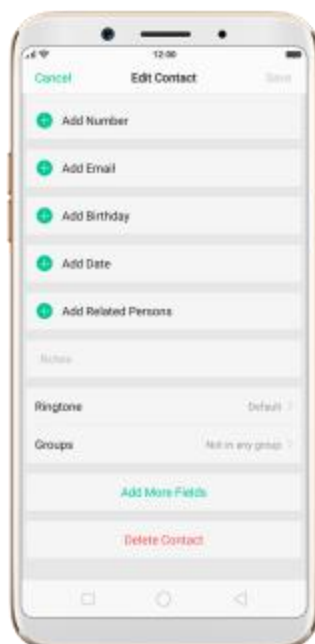 12:00
Cancel Edit Contact Save
Add Number
Add Email
Add Birthday
Add Date
Add Related Persons
Notes
Ringtone Default
Groups Not in any group
Add More Fields
Delete Contact